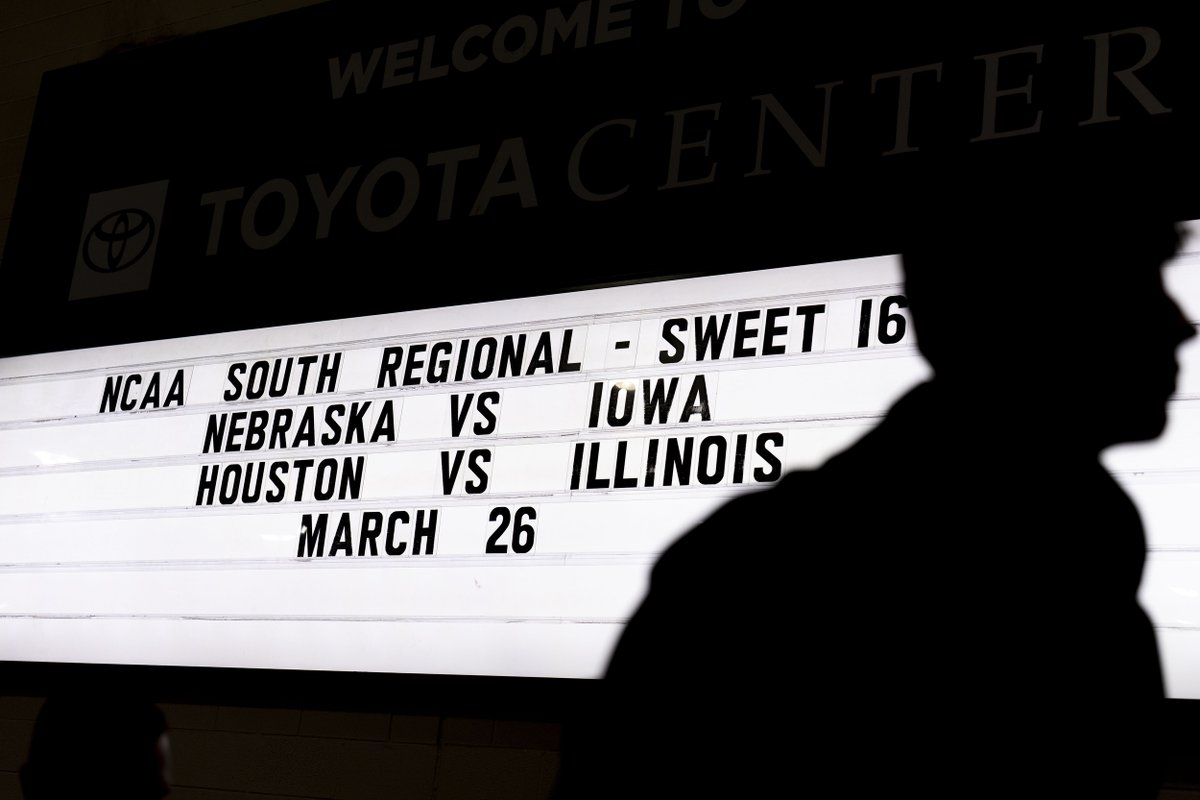 WELCOME TO
TOYOTA CENTER
NCAA SOUTH REGIONAL - SWEET 16
NEBRASKA VS IOWA
HOUSTON VS ILLINOIS
MARCH 26